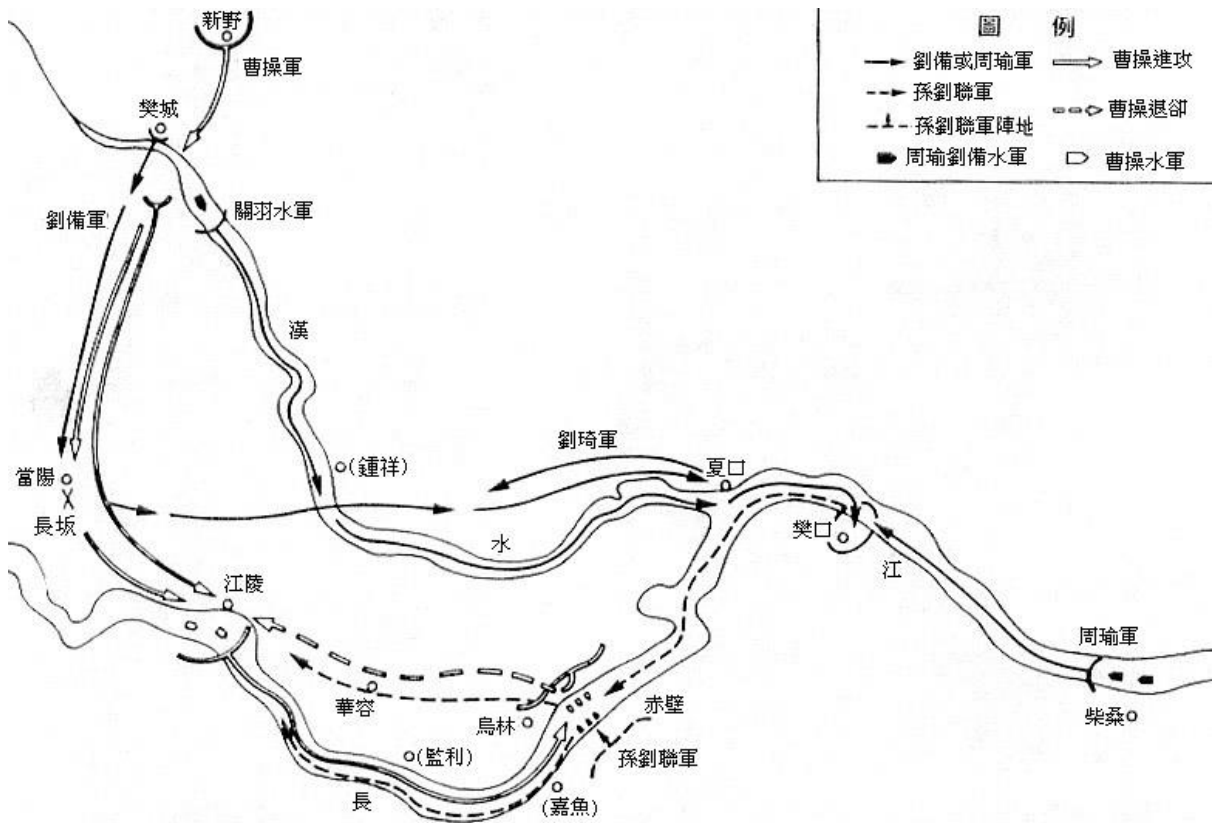 圖 例
劉備或周瑜軍
曹操進攻
孫劉聯軍
曹操退卻
孫劉聯軍陣地
周瑜劉備水軍
曹操水軍
新野
曹操軍
樊城
劉備軍
關羽水軍
漢
劉琦軍
(鍾祥)
夏口
當陽
長坂
水
樊口
江
江陵
周瑜軍
華容
赤壁
烏林
柴桑
(監利)
孫劉聯軍
長
(嘉魚)